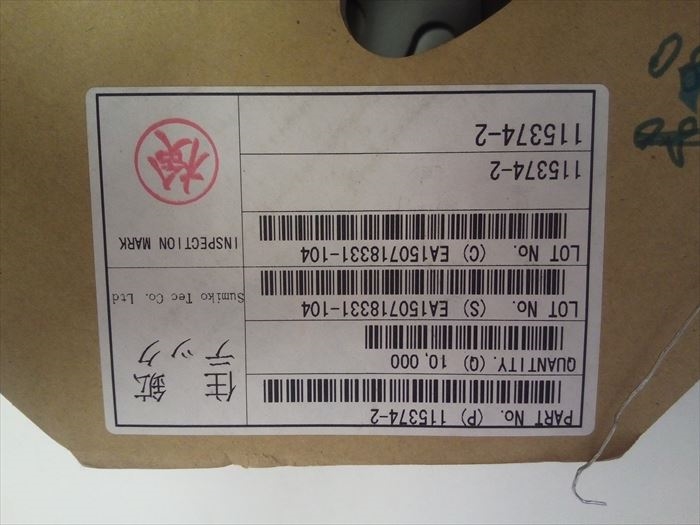 PART No. (P) 115374-2
QUANTITY. (Q) 10,000
LOT No. (S) EA150718331-104
LOT No. (C) EA150718331-104
115374-2
115374-2
住鉱
テック
Sumiko Tec Co. Ltd
INSPECTION MARK
検